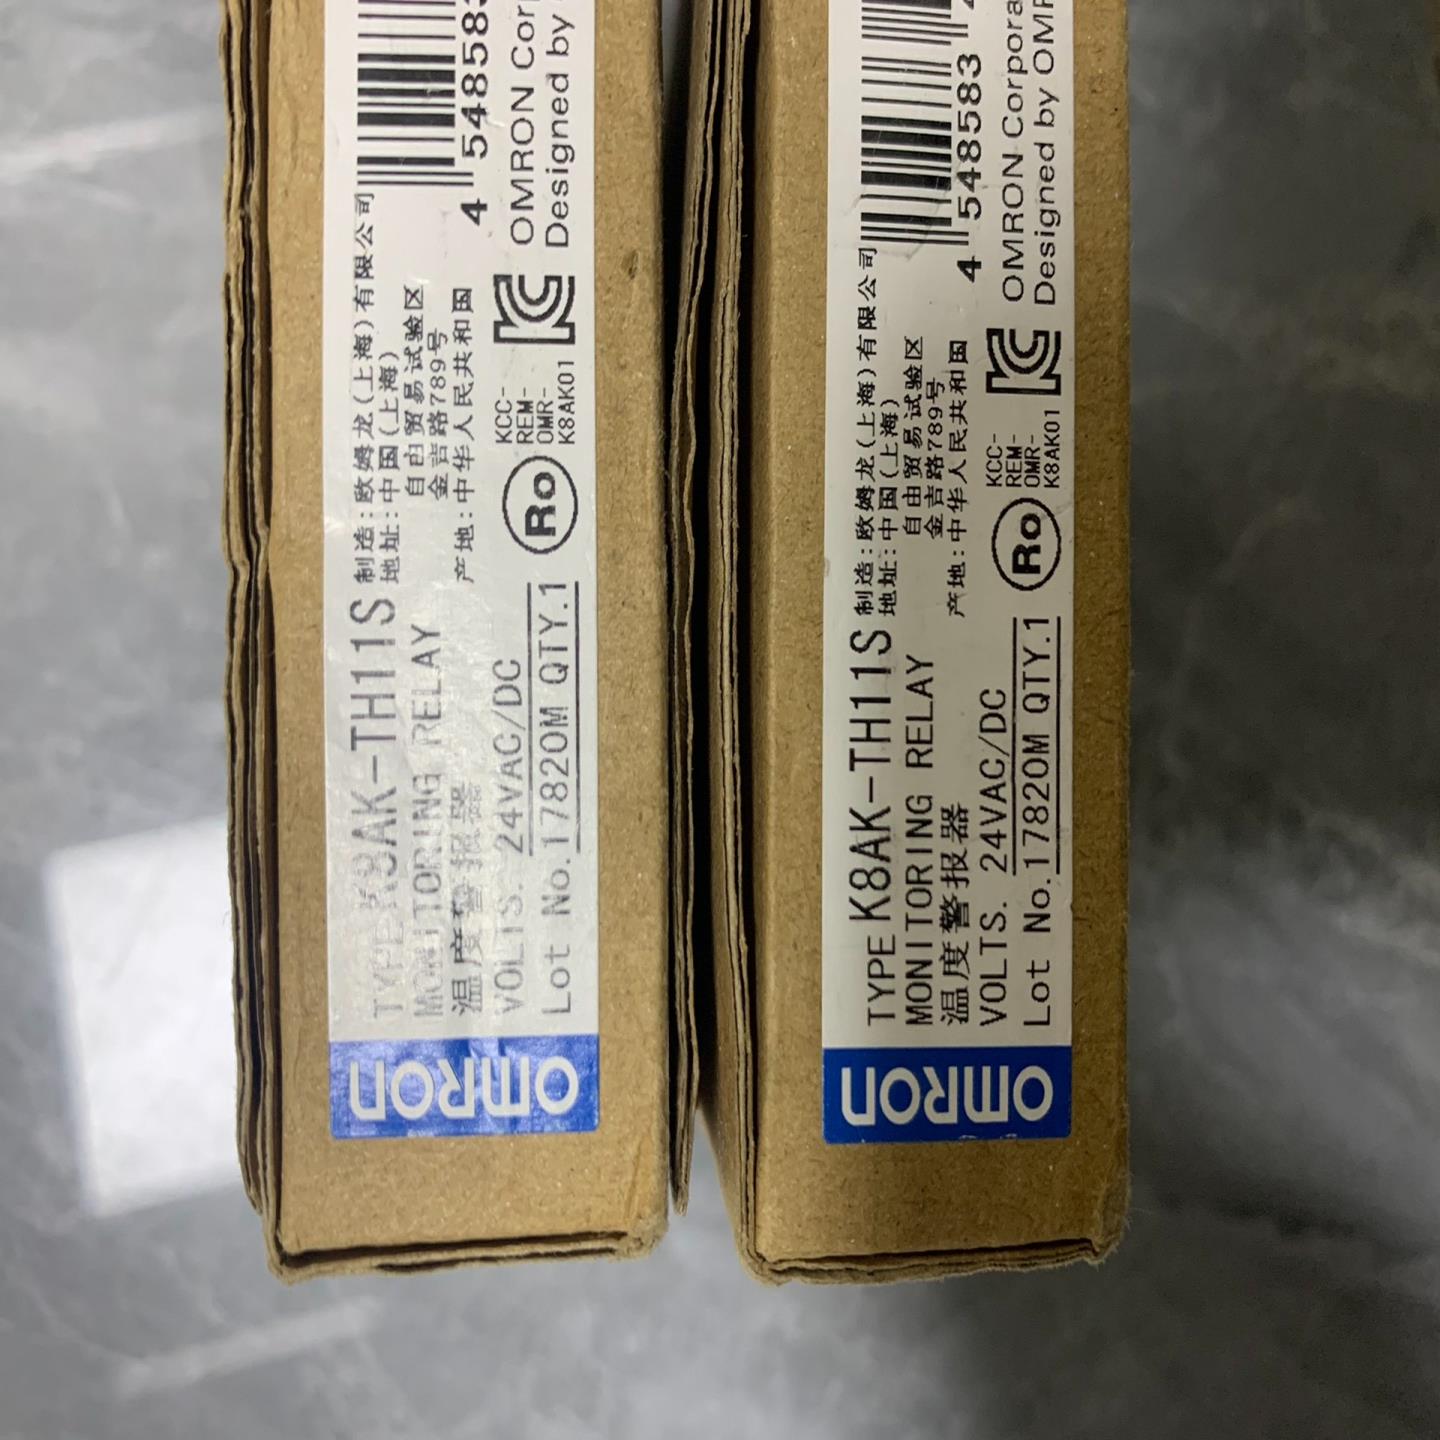 OMRON
TYPE K8AK-TH11S
MONITORING RELAY
温度警报器
VOLTS. 24VAC/DC
Lot No.17820M QTY.1
制造:欧姆龙(上海)有限公司
地址:中国(上海)
自由贸易试验区
金吉路789号
产地:中华人民共和国
Ro
KCC-
REM-
OMR-
K8AK01
4 548583
OMRON Corp
Designed by
OMRON
TYPE K8AK-TH11S
MONITORING RELAY
温度警报器
VOLTS. 24VAC/DC
Lot No.17820M QTY.1
制造:欧姆龙(上海)有限公司
地址:中国(上海)
自由贸易试验区
金吉路789号
产地:中华人民共和国
Ro
KCC-
REM-
OMR-
K8AK01
4 548583
OMRON Corpora
Designed by OMR